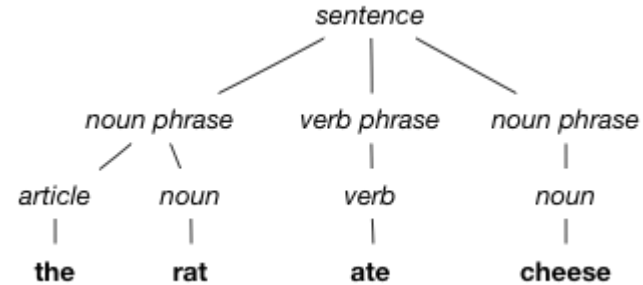 sentence
noun phrase verb phrase noun phrase
article noun verb noun
the rat ate cheese